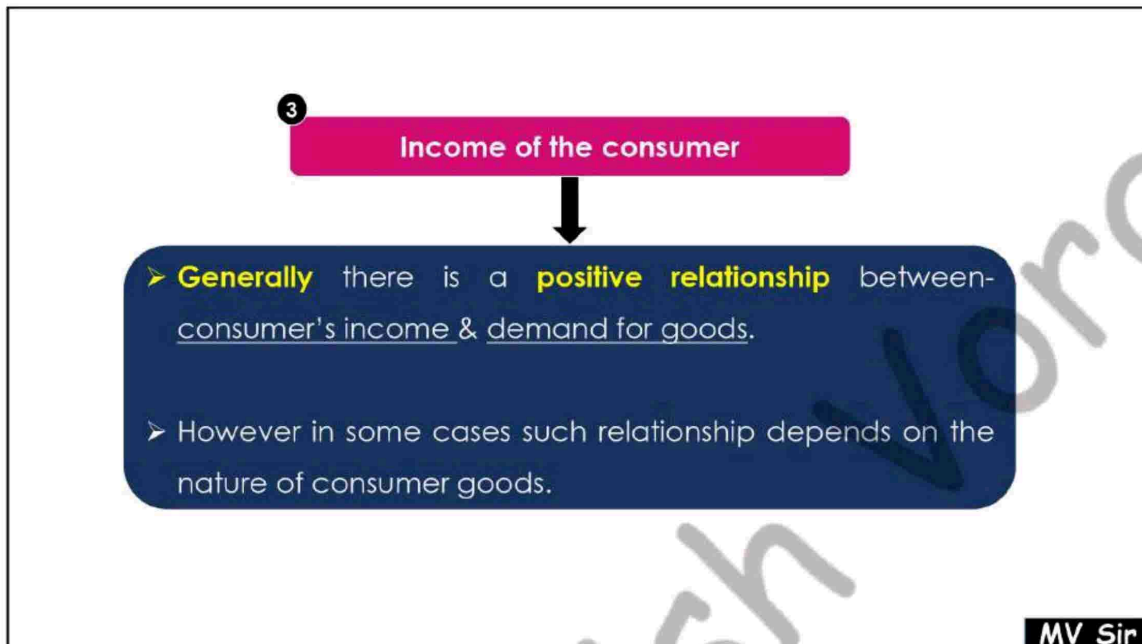 3
Income of the consumer
➢ Generally there is a positive relationship between-
consumer's income & demand for goods.
➢ However in some cases such relationship depends on the
nature of consumer goods.
MV Sir